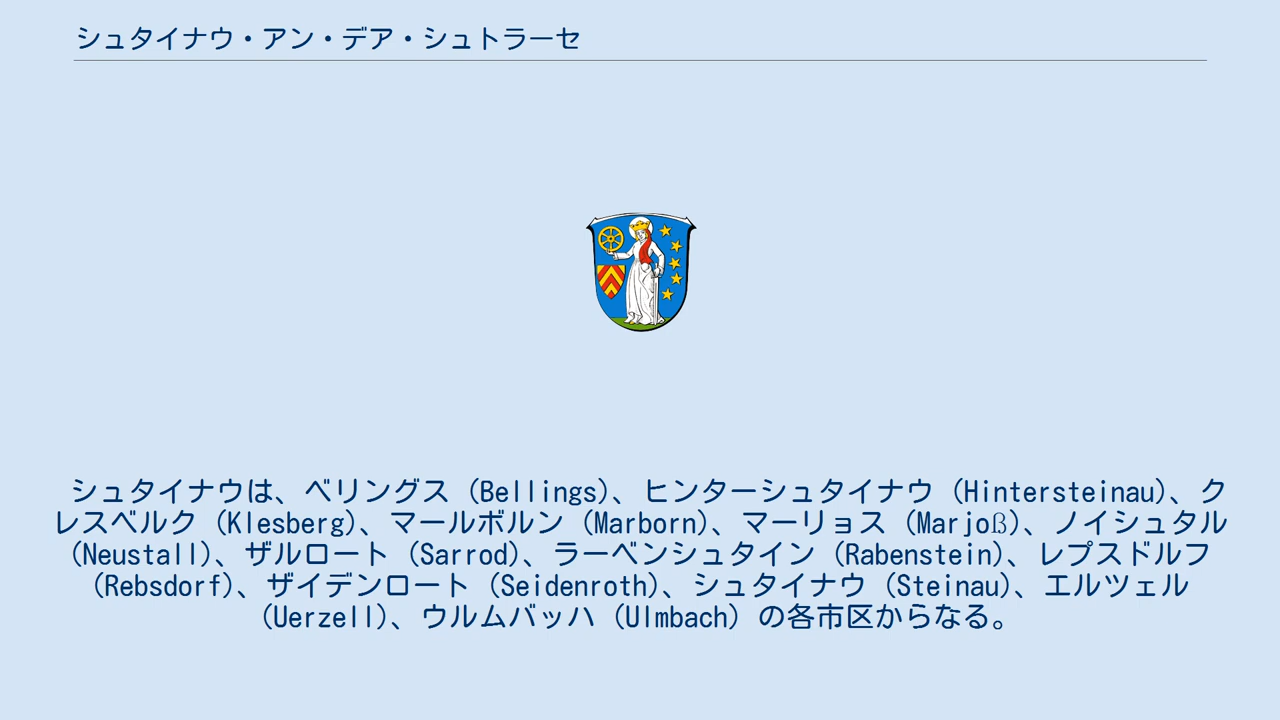 シュタイナウ・アン・デア・シュトラーセ
シュタイナウは、ベリングス（Bellings）、ヒンターシュタイナウ（Hintersteinau）、ク
レスベルク（Klesberg）、マールボルン（Marborn）、マーリョス（Marjoß）、ノイシュタル
（Neustall）、ザルロート（Sarrod）、ラーベンシュタイン（Rabenstein）、レプスドルフ
（Rebsdorf）、ザイデンロート（Seidenroth）、シュタイナウ（Steinau）、エルツェル
（Uerzell）、ウルムバッハ（Ulmbach）の各市区からなる。